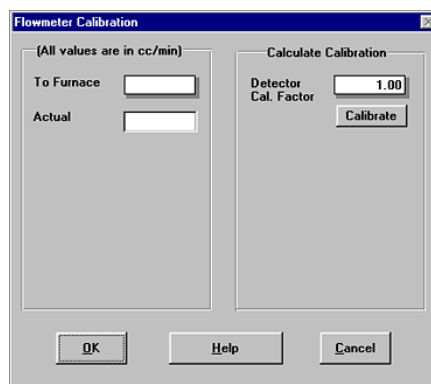 Flowmeter Calibration
(All values are in cc/min)
To Furnace
Actual
Calculate Calibration
Detector
Cal. Factor
1.00
Calibrate
OK
Help
Cancel